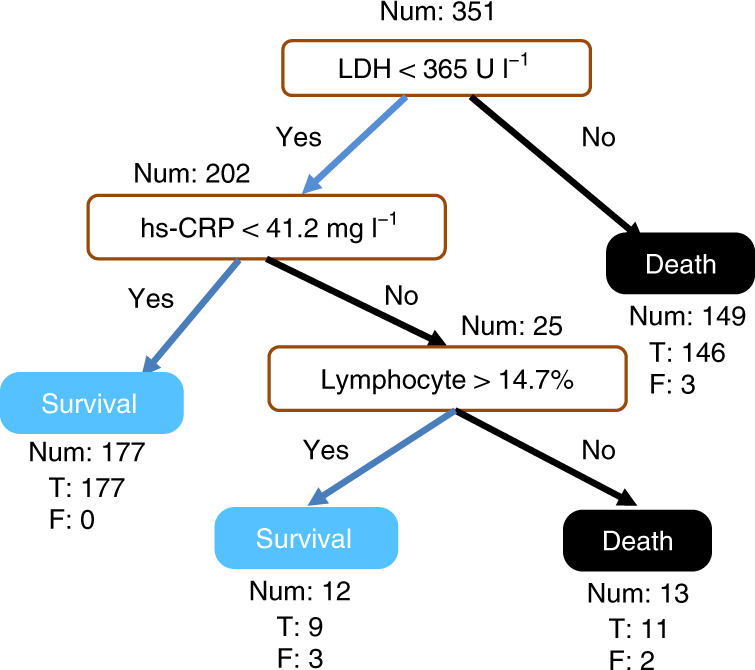 Num: 351
LDH < 365 U l⁻¹
Yes
No
Num: 202
hs-CRP < 41.2 mg l⁻¹
Death
Yes
No
Num: 149
Num: 25
T: 146
F: 3
Lymphocyte > 14.7%
Survival
Num: 177
T: 177
F: 0
Yes
No
Survival
Death
Num: 12
Num: 13
T: 9
T: 11
F: 3
F: 2